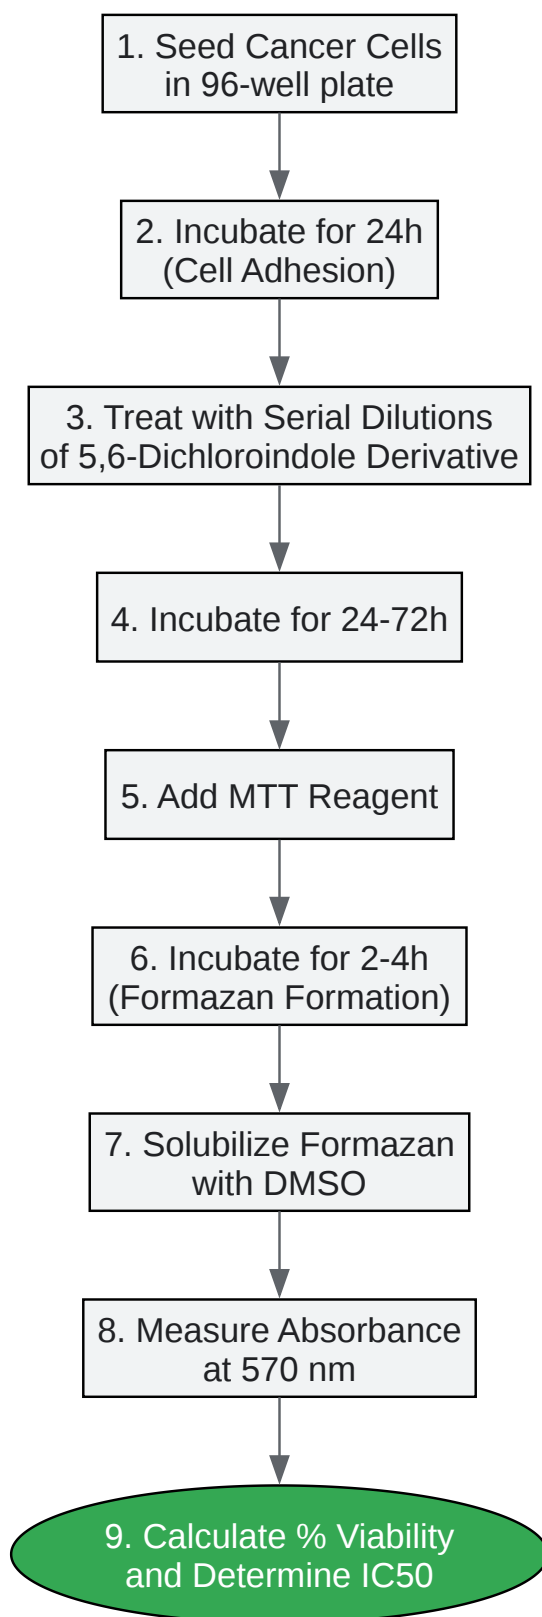 1. Seed Cancer Cells
in 96-well plate
2. Incubate for 24h
(Cell Adhesion)
3. Treat with Serial Dilutions
of 5,6-Dichloroindole Derivative
4. Incubate for 24-72h
5. Add MTT Reagent
6. Incubate for 2-4h
(Formazan Formation)
7. Solubilize Formazan
with DMSO
8. Measure Absorbance
at 570 nm
9. Calculate % Viability
and Determine IC50